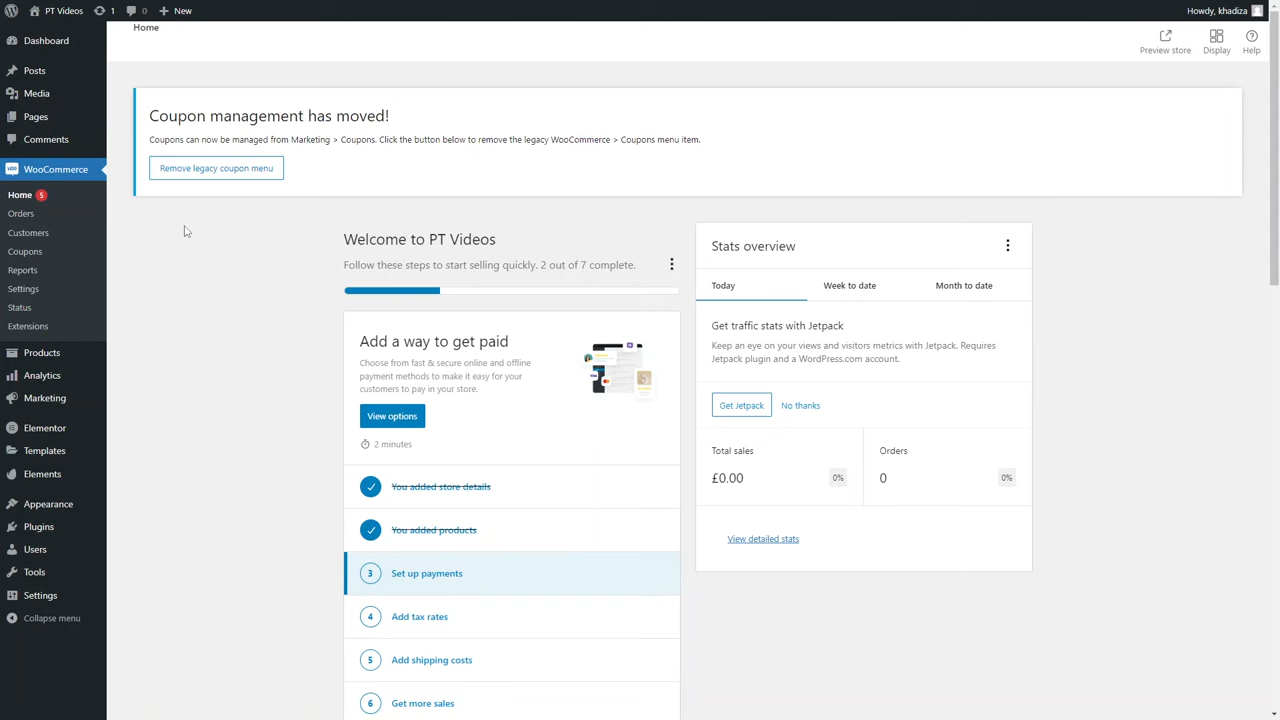 PT Videos
1
0
New
Howdy, khadiza
Dashboard
Posts
Media
Pages
Comments
WooCommerce
Home 5
Orders
Customers
Coupons
Reports
Settings
Status
Extensions
Products
Analytics
Marketing
Elementor
Templates
Elements
Appearance
Plugins
Users
Tools
Settings
Collapse menu
Home
Preview store
Display
Help
Coupon management has moved!
Coupons can now be managed from Marketing > Coupons. Click the button below to remove the legacy WooCommerce > Coupons menu item.
Remove legacy coupon menu
Welcome to PT Videos
Follow these steps to start selling quickly. 2 out of 7 complete.
Add a way to get paid
Choose from fast & secure online and offline
payment methods to make it easy for your
customers to pay in your store.
View options
2 minutes
You added store details
You added products
3 Set up payments
4 Add tax rates
5 Add shipping costs
6 Get more sales
Stats overview
Today
Week to date
Month to date
Get traffic stats with Jetpack
Keep an eye on your views and visitors metrics with Jetpack. Requires
Jetpack plugin and a WordPress.com account.
Get Jetpack
No thanks
Total sales
£0.00
0%
Orders
0
0%
View detailed stats